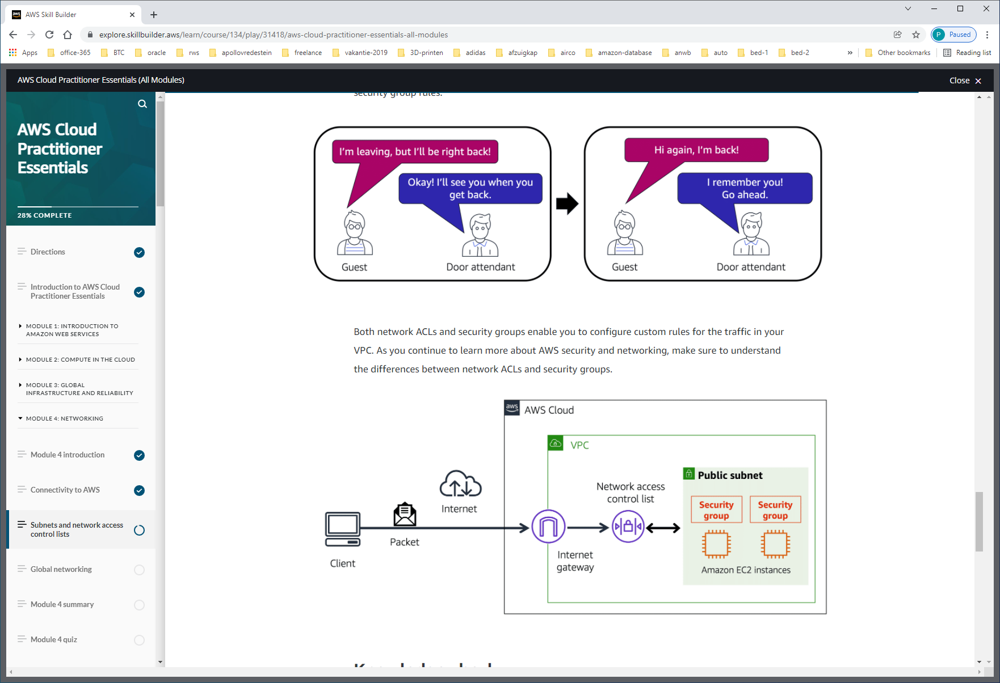 aws
AWS Skill Builder
explore.skillbuilder.aws/learn/course/134/play/31418/aws-cloud-practitioner-essentials-all-modules
P Paused
Apps office-365 BTC oracle rws apollovredestein freelance vakantie-2019 3D-printen adidas afzuigkap airco amazon-database anwb auto bed-1 bed-2 » Other bookmarks Reading list
AWS Cloud Practitioner Essentials (All Modules)
Close
AWS Cloud
Practitioner
Essentials
28% COMPLETE
Directions
Introduction to AWS Cloud
Practitioner Essentials
MODULE 1: INTRODUCTION TO
AMAZON WEB SERVICES
MODULE 2: COMPUTE IN THE CLOUD
MODULE 3: GLOBAL
INFRASTRUCTURE AND RELIABILITY
MODULE 4: NETWORKING
Module 4 introduction
Connectivity to AWS
Subnets and network access
control lists
Global networking
Module 4 summary
Module 4 quiz
security group rules.
I'm leaving, but I'll be right back!
Okay! I'll see you when you
get back.
Guest
Door attendant
Hi again, I'm back!
I remember you!
Go ahead.
Guest
Door attendant
Both network ACLs and security groups enable you to configure custom rules for the traffic in your
VPC. As you continue to learn more about AWS security and networking, make sure to understand
the differences between network ACLs and security groups.
aws
AWS Cloud
VPC
Public subnet
Network access
control list
Security
group
Security
group
Internet
Packet
Client
Internet
gateway
Amazon EC2 instances